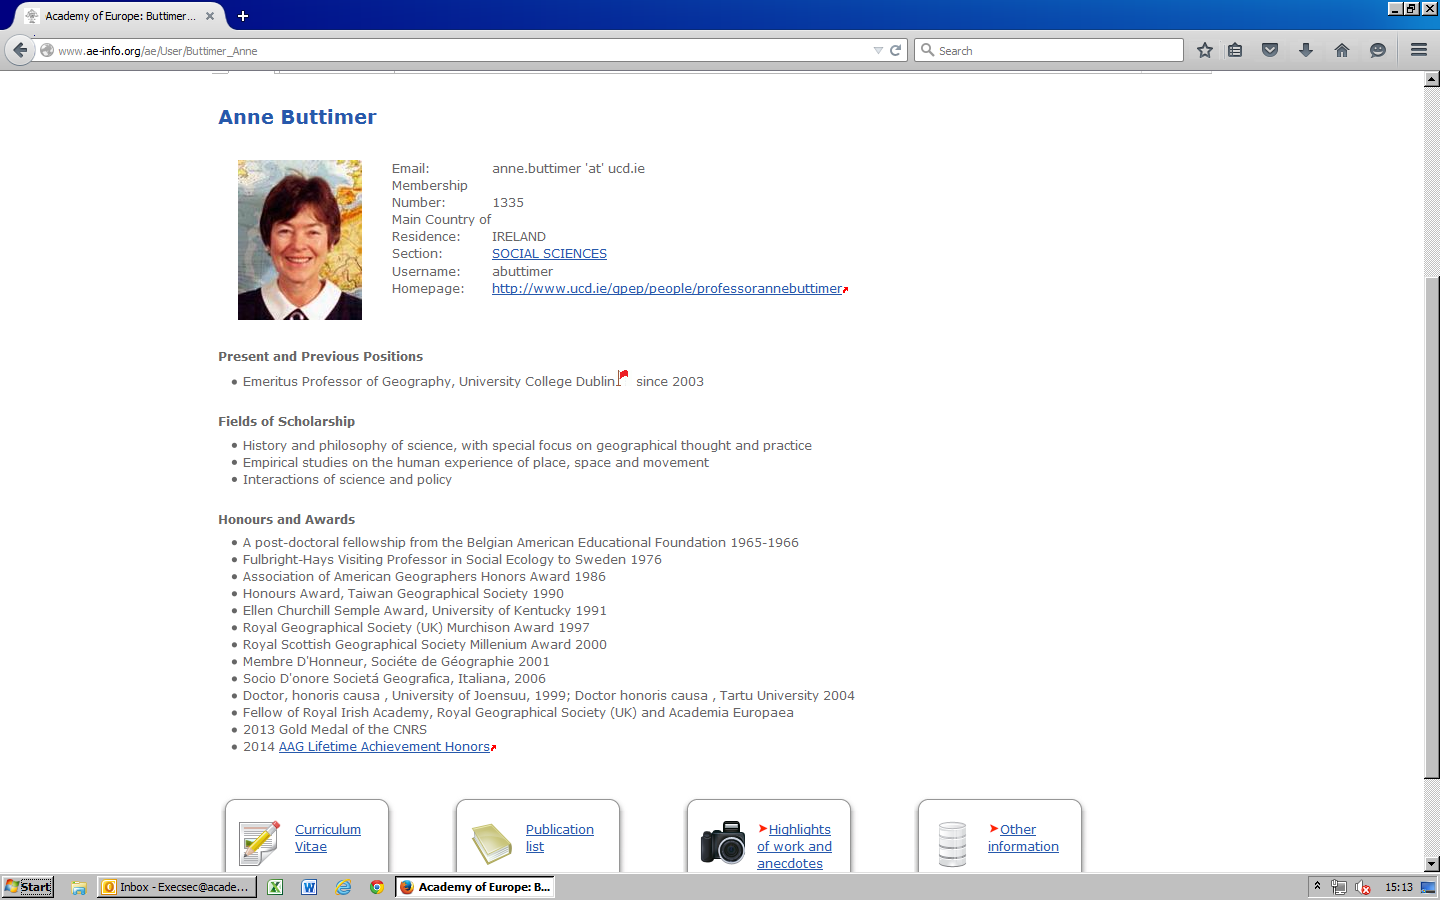 Academy of Europe: Buttimer...
www.ae-info.org/ae/User/Buttimer_Anne
Search
Anne Buttimer
Email: anne.buttimer 'at' ucd.ie
Membership
Number: 1335
Main Country of
Residence: IRELAND
Section: SOCIAL SCIENCES
Username: abuttimer
Homepage: http://www.ucd.ie/gpep/people/professorannebuttimer
Present and Previous Positions
Emeritus Professor of Geography, University College Dublin. since 2003
Fields of Scholarship
History and philosophy of science, with special focus on geographical thought and practice
Empirical studies on the human experience of place, space and movement
Interactions of science and policy
Honours and Awards
A post-doctoral fellowship from the Belgian American Educational Foundation 1965-1966
Fulbright-Hays Visiting Professor in Social Ecology to Sweden 1976
Association of American Geographers Honors Award 1986
Honours Award, Taiwan Geographical Society 1990
Ellen Churchill Semple Award, University of Kentucky 1991
Royal Geographical Society (UK) Murchison Award 1997
Royal Scottish Geographical Society Millenium Award 2000
Membre D'Honneur, Sociéte de Géographie 2001
Socio D'onore Societá Geografica, Italiana, 2006
Doctor, honoris causa , University of Joensuu, 1999; Doctor honoris causa , Tartu University 2004
Fellow of Royal Irish Academy, Royal Geographical Society (UK) and Academia Europaea
2013 Gold Medal of the CNRS
2014 AAG Lifetime Achievement Honors
Curriculum
Vitae
Publication
list
Highlights
of work and
anecdotes
Other
information
Start
Inbox - Execsec@acade...
Academy of Europe: B...
15:13